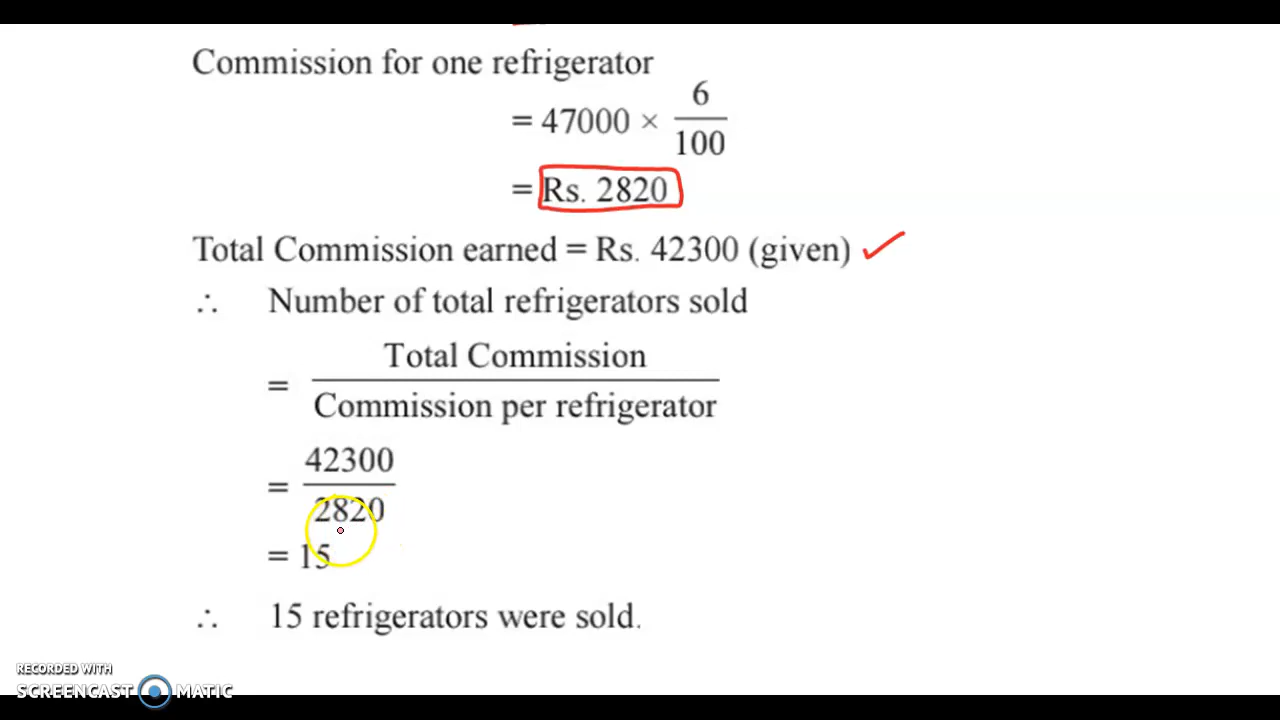 Commission for one refrigerator
= 47000 × 6/100
= Rs. 2820
Total Commission earned = Rs. 42300 (given) ✓
∴ Number of total refrigerators sold
= Total Commission / Commission per refrigerator
= 42300 / 2820
= 15
∴ 15 refrigerators were sold.
RECORDED WITH
SCREENCAST MATIC